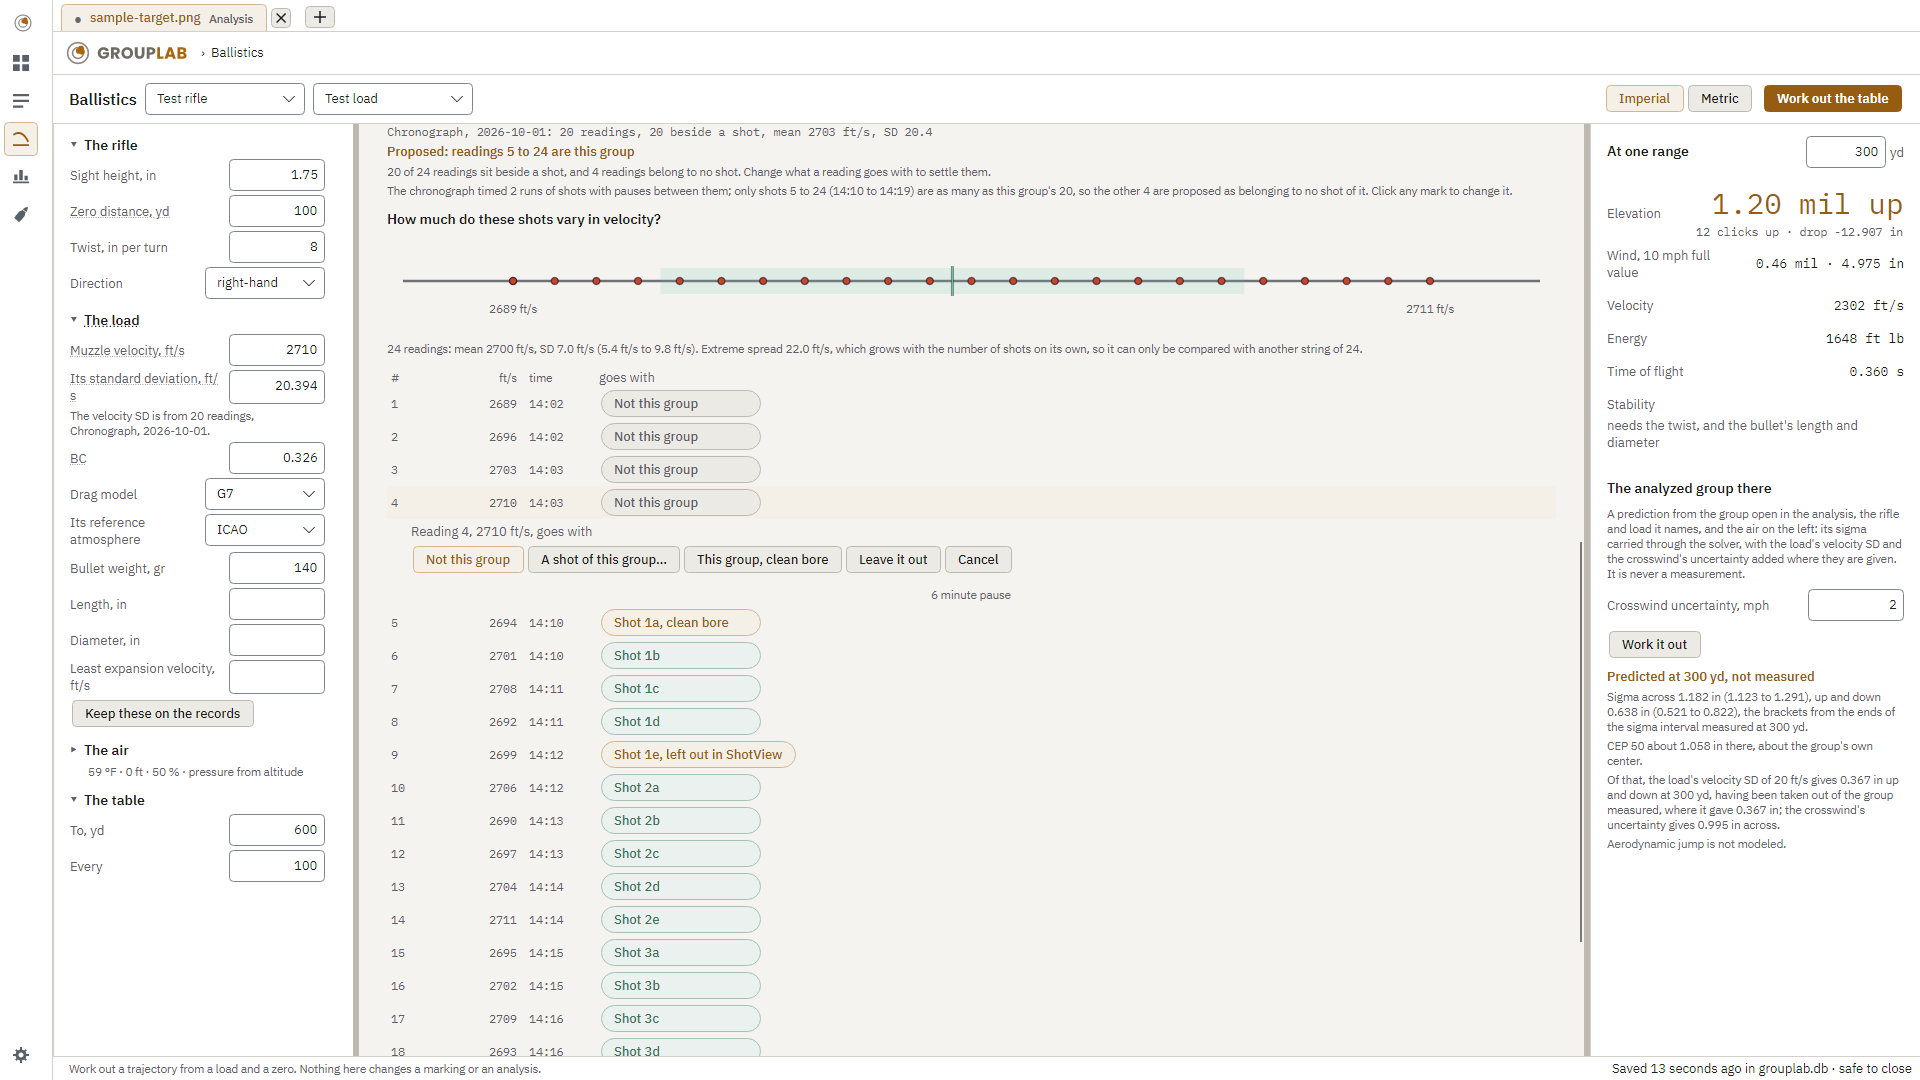 sample-target.png Analysis
GROUPLAB › Ballistics
Ballistics
Test rifle
Test load
Imperial
Metric
Work out the table
The rifle
Sight height, in 1.75
Zero distance, yd 100
Twist, in per turn 8
Direction right-hand
The load
Muzzle velocity, ft/s 2710
Its standard deviation, ft/
s
20.394
The velocity SD is from 20 readings,
Chronograph, 2026-10-01.
BC 0.326
Drag model G7
Its reference
atmosphere
ICAO
Bullet weight, gr 140
Length, in
Diameter, in
Least expansion velocity,
ft/s
Keep these on the records
The air
59 °F · 0 ft · 50 % · pressure from altitude
The table
To, yd 600
Every 100
Chronograph, 2026-10-01: 20 readings, 20 beside a shot, mean 2703 ft/s, SD 20.4
Proposed: readings 5 to 24 are this group
20 of 24 readings sit beside a shot, and 4 readings belong to no shot. Change what a reading goes with to settle them.
The chronograph timed 2 runs of shots with pauses between them; only shots 5 to 24 (14:10 to 14:19) are as many as this group's 20, so the other 4 are proposed as belonging to no shot of it. Click any mark to change it.
How much do these shots vary in velocity?
2689 ft/s 2711 ft/s
24 readings: mean 2700 ft/s, SD 7.0 ft/s (5.4 ft/s to 9.8 ft/s). Extreme spread 22.0 ft/s, which grows with the number of shots on its own, so it can only be compared with another string of 24.
# ft/s time goes with
1 2689 14:02 Not this group
2 2696 14:02 Not this group
3 2703 14:03 Not this group
4 2710 14:03 Not this group
Reading 4, 2710 ft/s, goes with
Not this group
A shot of this group...
This group, clean bore
Leave it out
Cancel
6 minute pause
5 2694 14:10 Shot 1a, clean bore
6 2701 14:10 Shot 1b
7 2708 14:11 Shot 1c
8 2692 14:11 Shot 1d
9 2699 14:12 Shot 1e, left out in ShotView
10 2706 14:12 Shot 2a
11 2690 14:13 Shot 2b
12 2697 14:13 Shot 2c
13 2704 14:14 Shot 2d
14 2711 14:14 Shot 2e
15 2695 14:15 Shot 3a
16 2702 14:15 Shot 3b
17 2709 14:16 Shot 3c
18 2693 14:16 Shot 3d
At one range 300 yd
Elevation 1.20 mil up
12 clicks up · drop -12.907 in
Wind, 10 mph full
value
0.46 mil · 4.975 in
Velocity 2302 ft/s
Energy 1648 ft lb
Time of flight 0.360 s
Stability
needs the twist, and the bullet's length and
diameter
The analyzed group there
A prediction from the group open in the analysis, the rifle
and load it names, and the air on the left: its sigma
carried through the solver, with the load's velocity SD and
the crosswind's uncertainty added where they are given.
It is never a measurement.
Crosswind uncertainty, mph 2
Work it out
Predicted at 300 yd, not measured
Sigma across 1.182 in (1.123 to 1.291), up and down
0.638 in (0.521 to 0.822), the brackets from the ends of
the sigma interval measured at 300 yd.
CEP 50 about 1.058 in there, about the group's own
center.
Of that, the load's velocity SD of 20 ft/s gives 0.367 in up
and down at 300 yd, having been taken out of the group
measured, where it gave 0.367 in; the crosswind's
uncertainty gives 0.995 in across.
Aerodynamic jump is not modeled.
Work out a trajectory from a load and a zero. Nothing here changes a marking or an analysis.
Saved 13 seconds ago in grouplab.db · safe to close